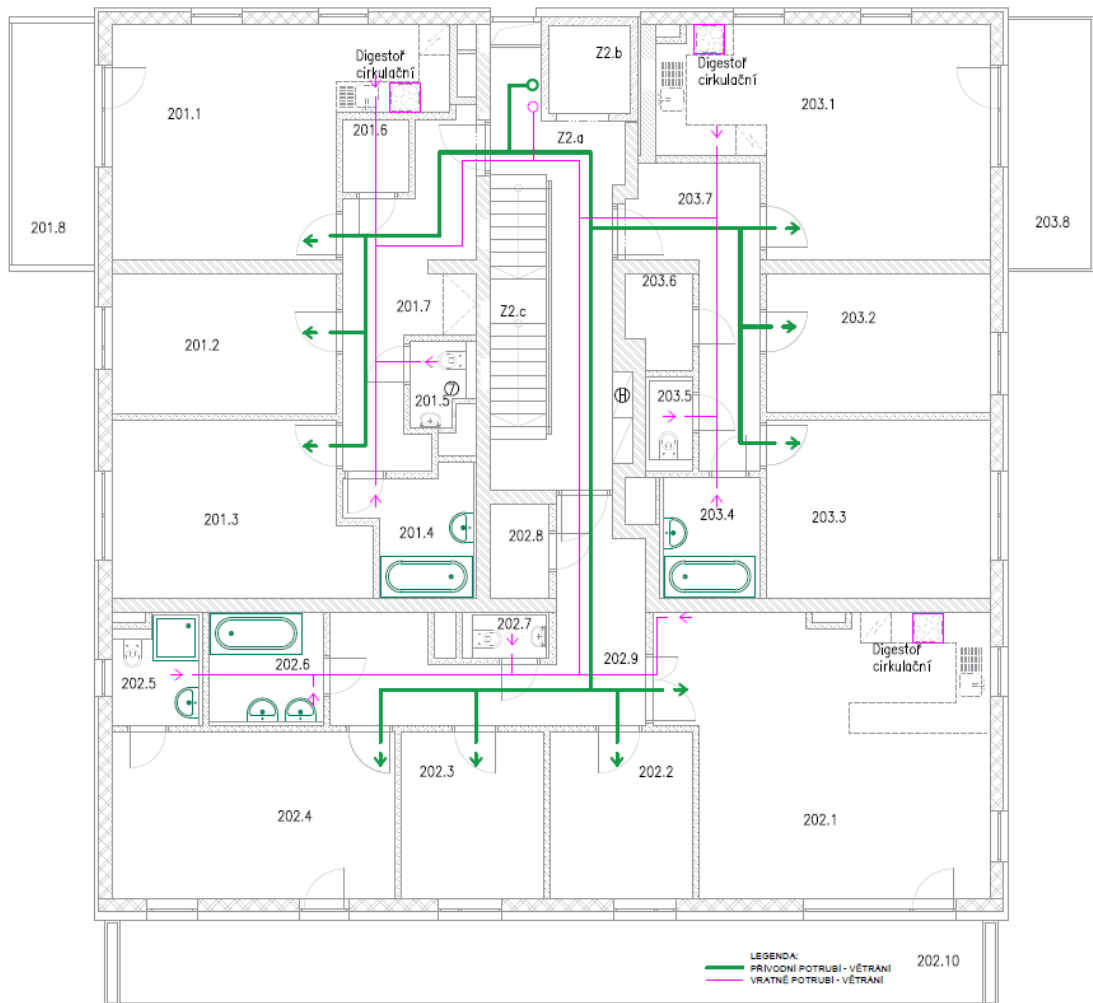 Digestoř
cirkulační
Z2.b
Digestoř
cirkulační
201.1
203.1
201.6
Z2.a
203.7
201.8
203.8
203.6
201.7
Z2.c
203.2
201.2
7
201.5
H
203.5
201.3
201.4
202.8
203.4
203.3
202.7
Digestoř
cirkulační
202.5
202.6
202.9
202.3
202.2
202.4
202.1
LEGENDA:
PŘÍVODNÍ POTRUBÍ - VĚTRÁNÍ
VRATNÉ POTRUBÍ - VĚTRÁNÍ
202.10